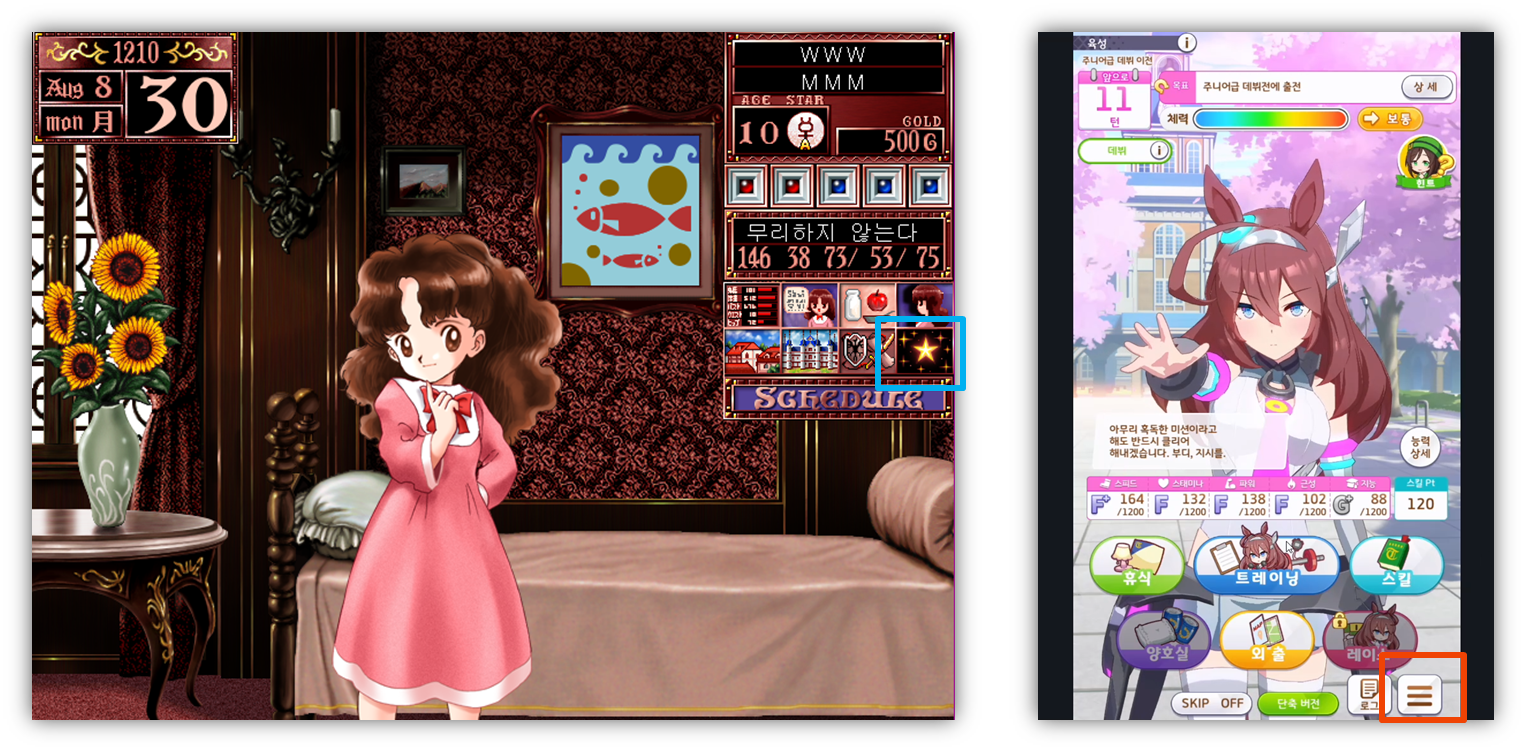 1210
Aug 8
30
mon 月
WWW
MMM
AGE STAR
10
GOLD
500G
무리하지 않는다
146 38 73/ 53/ 75
Schedule
육성
i
주니어급 데뷔 이전
앞으로
11
턴
목표
주니어급 데뷔전에 출전
상세
체력
보통
데뷔
i
힌트
아무리 혹독한 미션이라고
해도 반드시 클리어
해내겠습니다. 부디, 지시를.
능력
상세
스피드 스태미나 파워 근성 지능 스킬 Pt
F+ 164 F 132 F 138 F 102 G+ 88 120
/1200 /1200 /1200 /1200 /1200
휴식
트레이닝
스킬
양호실
외출
SKIP OFF
단축 버전